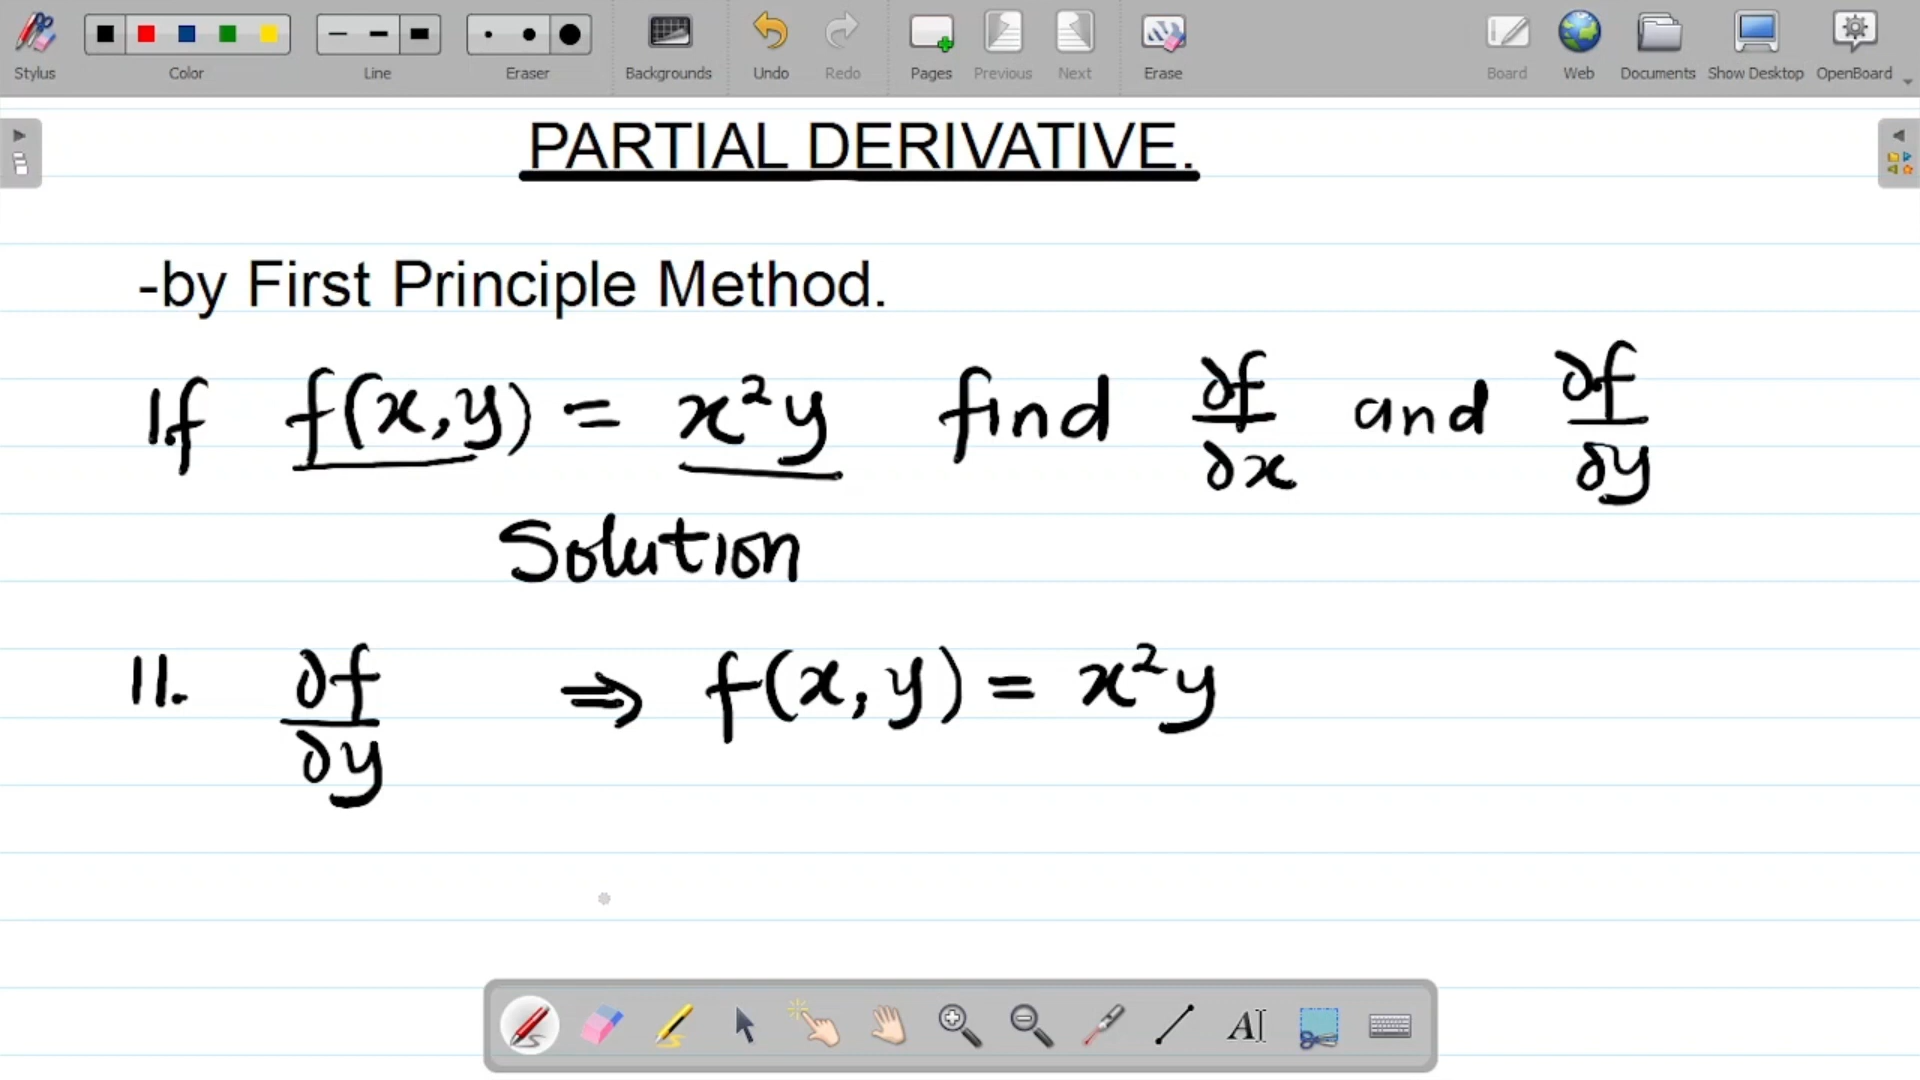 Stylus Color Line Eraser Backgrounds Undo Redo Pages Previous Next Erase Board Web Documents Show Desktop OpenBoard
PARTIAL DERIVATIVE.
-by First Principle Method.
If f(x,y) = x²y find ∂f/∂x and ∂f/∂y
Solution
11. ∂f/∂y ⇒ f(x,y) = x²y
A